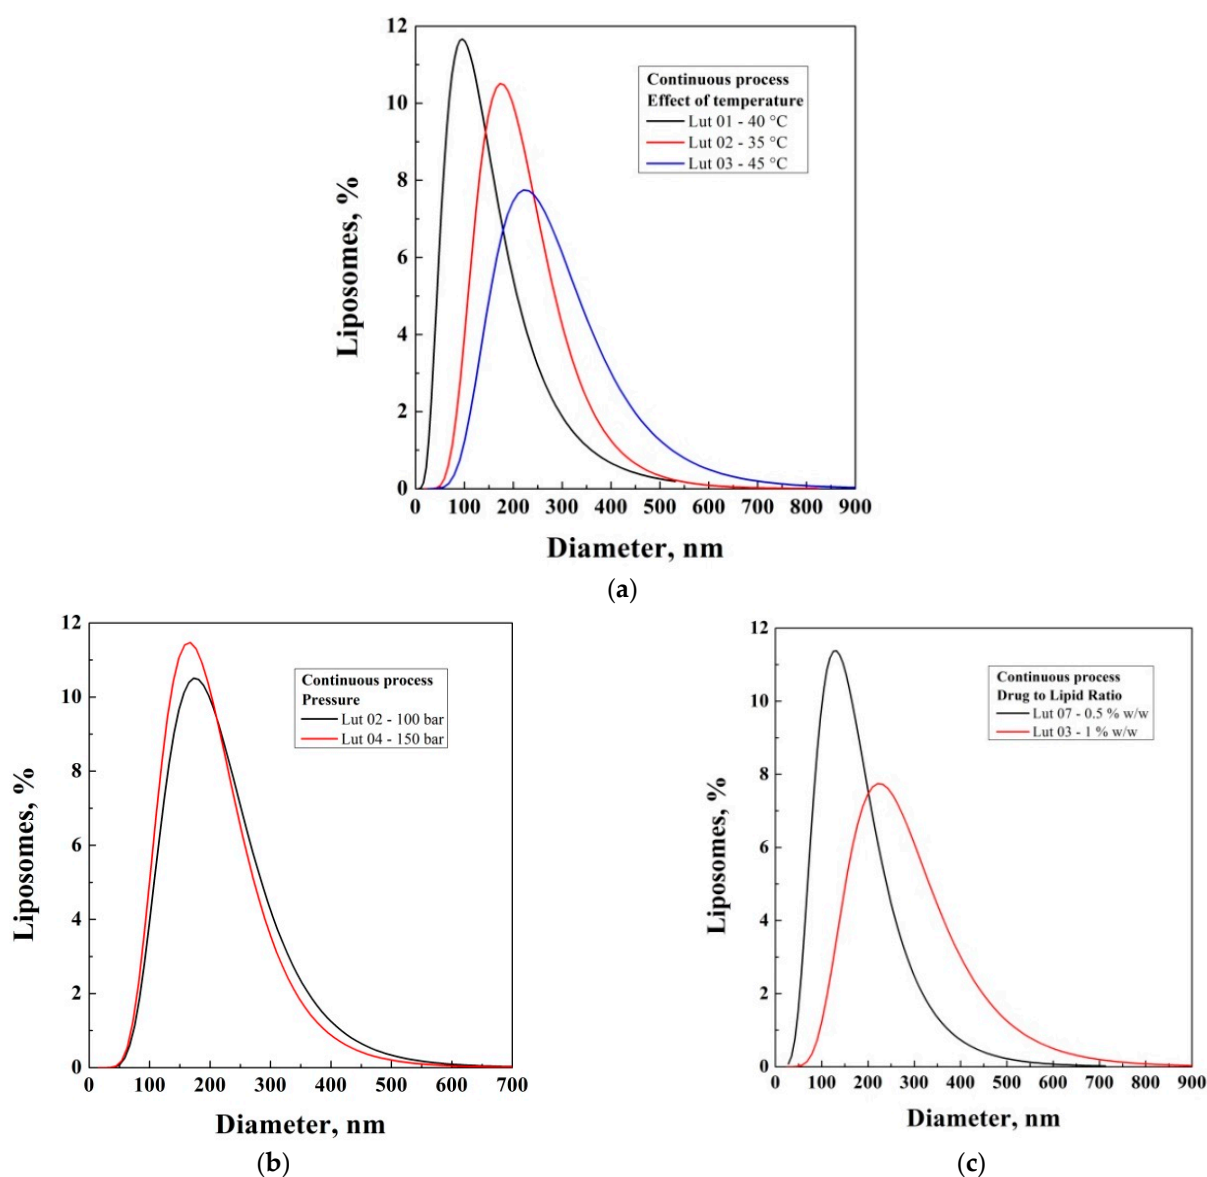 12
10
8
6
4
2
0
Liposomes, %
Continuous process
Effect of temperature
Lut 01 - 40 °C
Lut 02 - 35 °C
Lut 03 - 45 °C
0 100 200 300 400 500 600 700 800 900
Diameter, nm
(a)
12
10
8
6
4
2
0
Liposomes, %
Continuous process
Pressure
Lut 02 - 100 bar
Lut 04 - 150 bar
0 100 200 300 400 500 600 700
Diameter, nm
(b)
12
10
8
6
4
2
0
Liposomes, %
Continuous process
Drug to Lipid Ratio
Lut 07 - 0.5 % w/w
Lut 03 - 1 % w/w
0 100 200 300 400 500 600 700 800 900
Diameter, nm
(c)